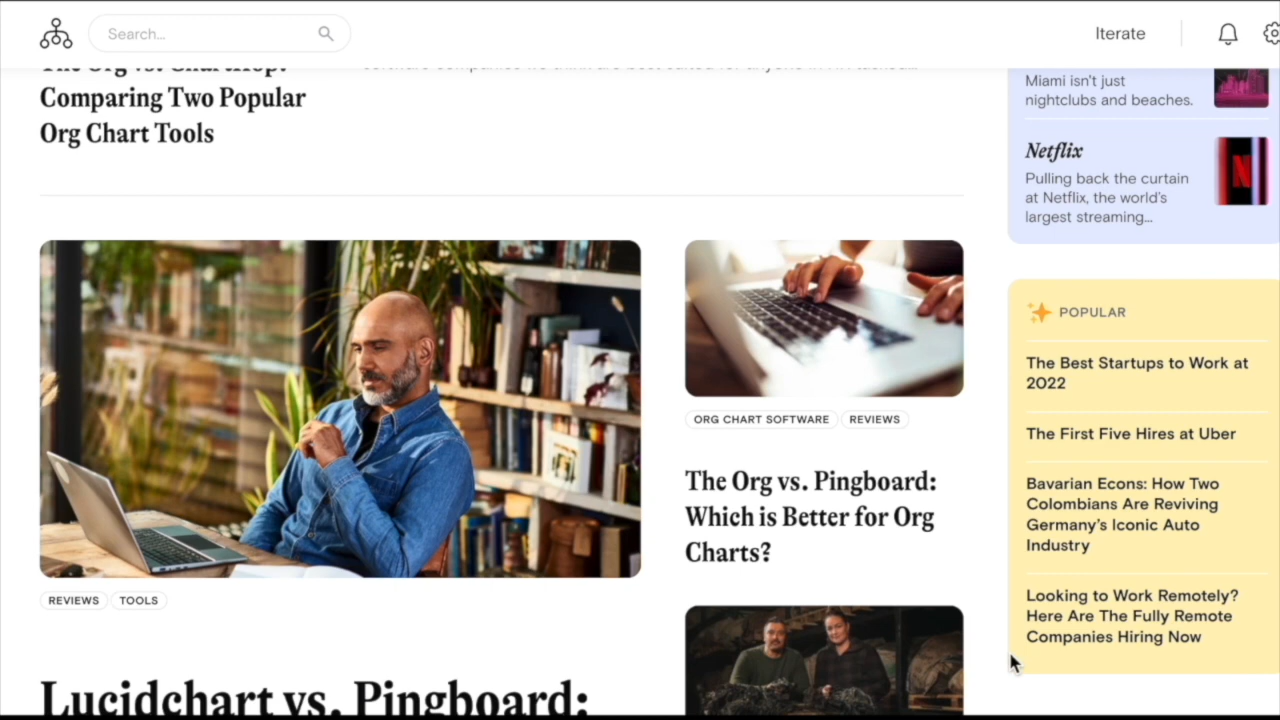 Search...
Iterate
The Org vs. ChartHop:
Comparing Two Popular
Org Chart Tools
Miami isn't just
nightclubs and beaches.
Netflix
Pulling back the curtain
at Netflix, the world's
largest streaming...
N
ORG CHART SOFTWARE
REVIEWS
The Org vs. Pingboard:
Which is Better for Org
Charts?
REVIEWS
TOOLS
Lucidchart vs. Pingboard:
POPULAR
The Best Startups to Work at
2022
The First Five Hires at Uber
Bavarian Econs: How Two
Colombians Are Reviving
Germany's Iconic Auto
Industry
Looking to Work Remotely?
Here Are The Fully Remote
Companies Hiring Now